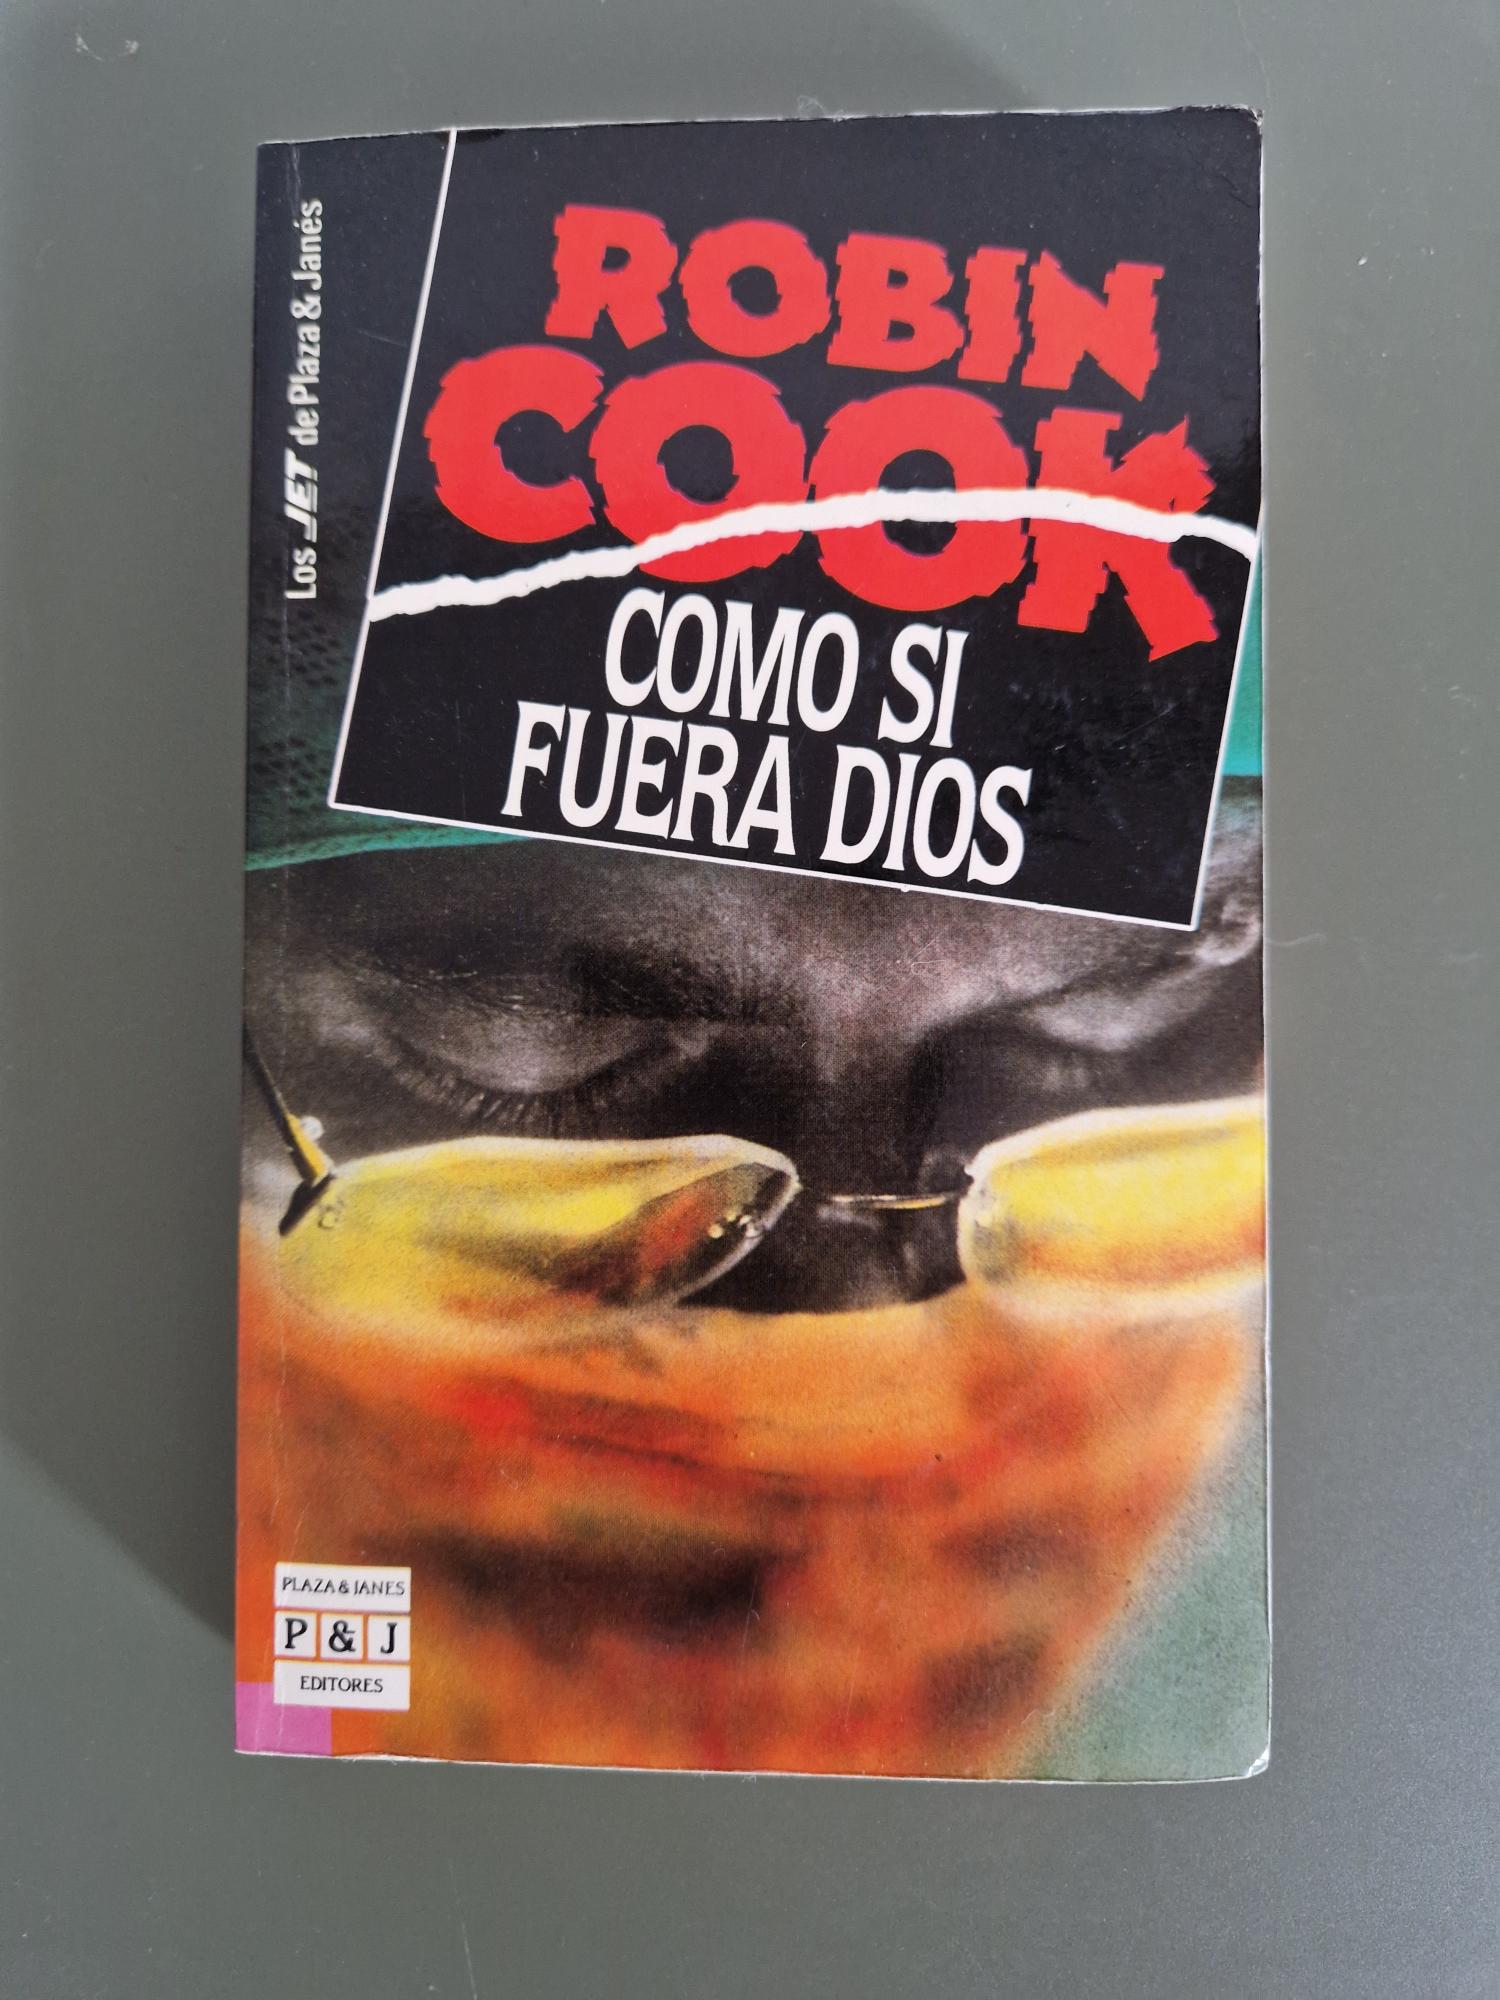 Los JET de Plaza & Janés
ROBIN
COOK
COMO SI
FUERA DIOS
PLAZA & JANES
P & J
EDITORES